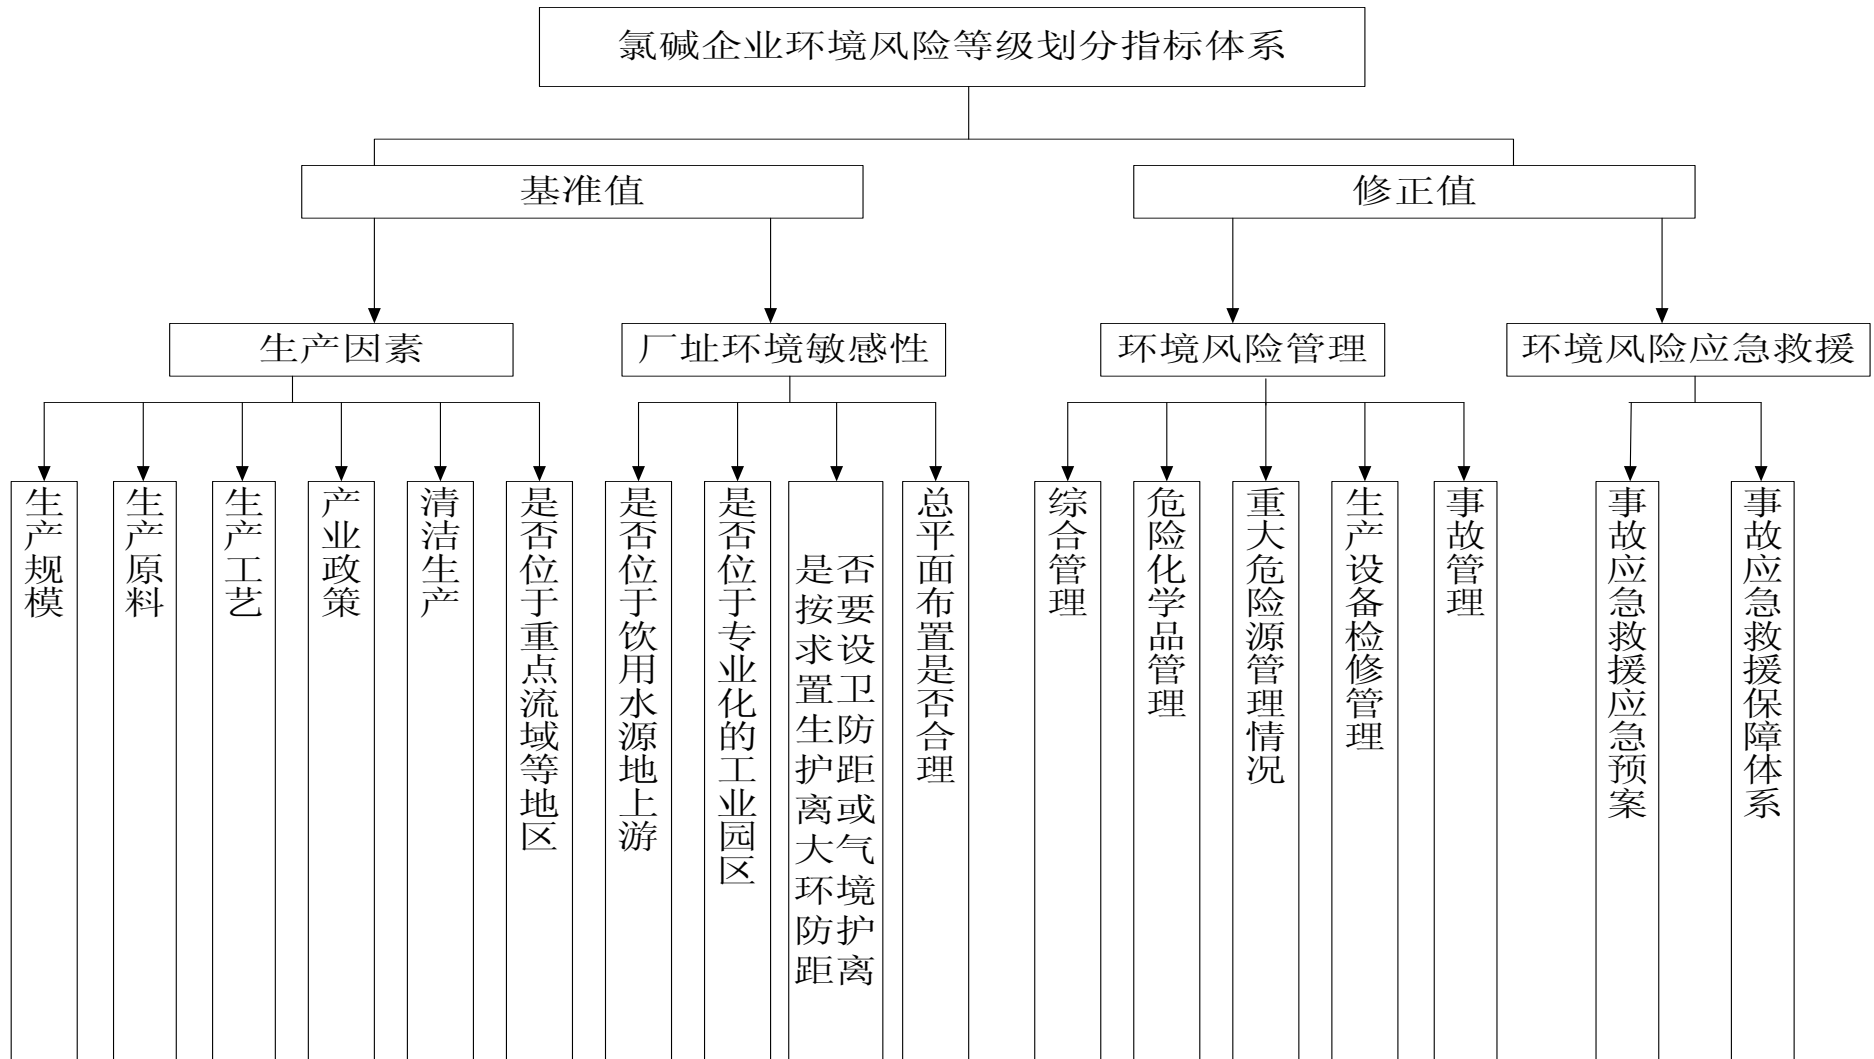 氯碱企业环境风险等级划分指标体系
基准值
修正值
生产因素
厂址环境敏感性
环境风险管理
环境风险应急救援
生产规模
生产原料
生产工艺
产业政策
清洁生产
是否位于重点流域等地区
是否位于饮用水源地上游
是否位于专业化的工业园区
是否按要求设置卫生防护距离或大气环境防护距离
总平面布置是否合理
综合管理
危险化学品管理
重大危险源管理情况
生产设备检修管理
事故管理
事故应急救援应急预案
事故应急救援保障体系